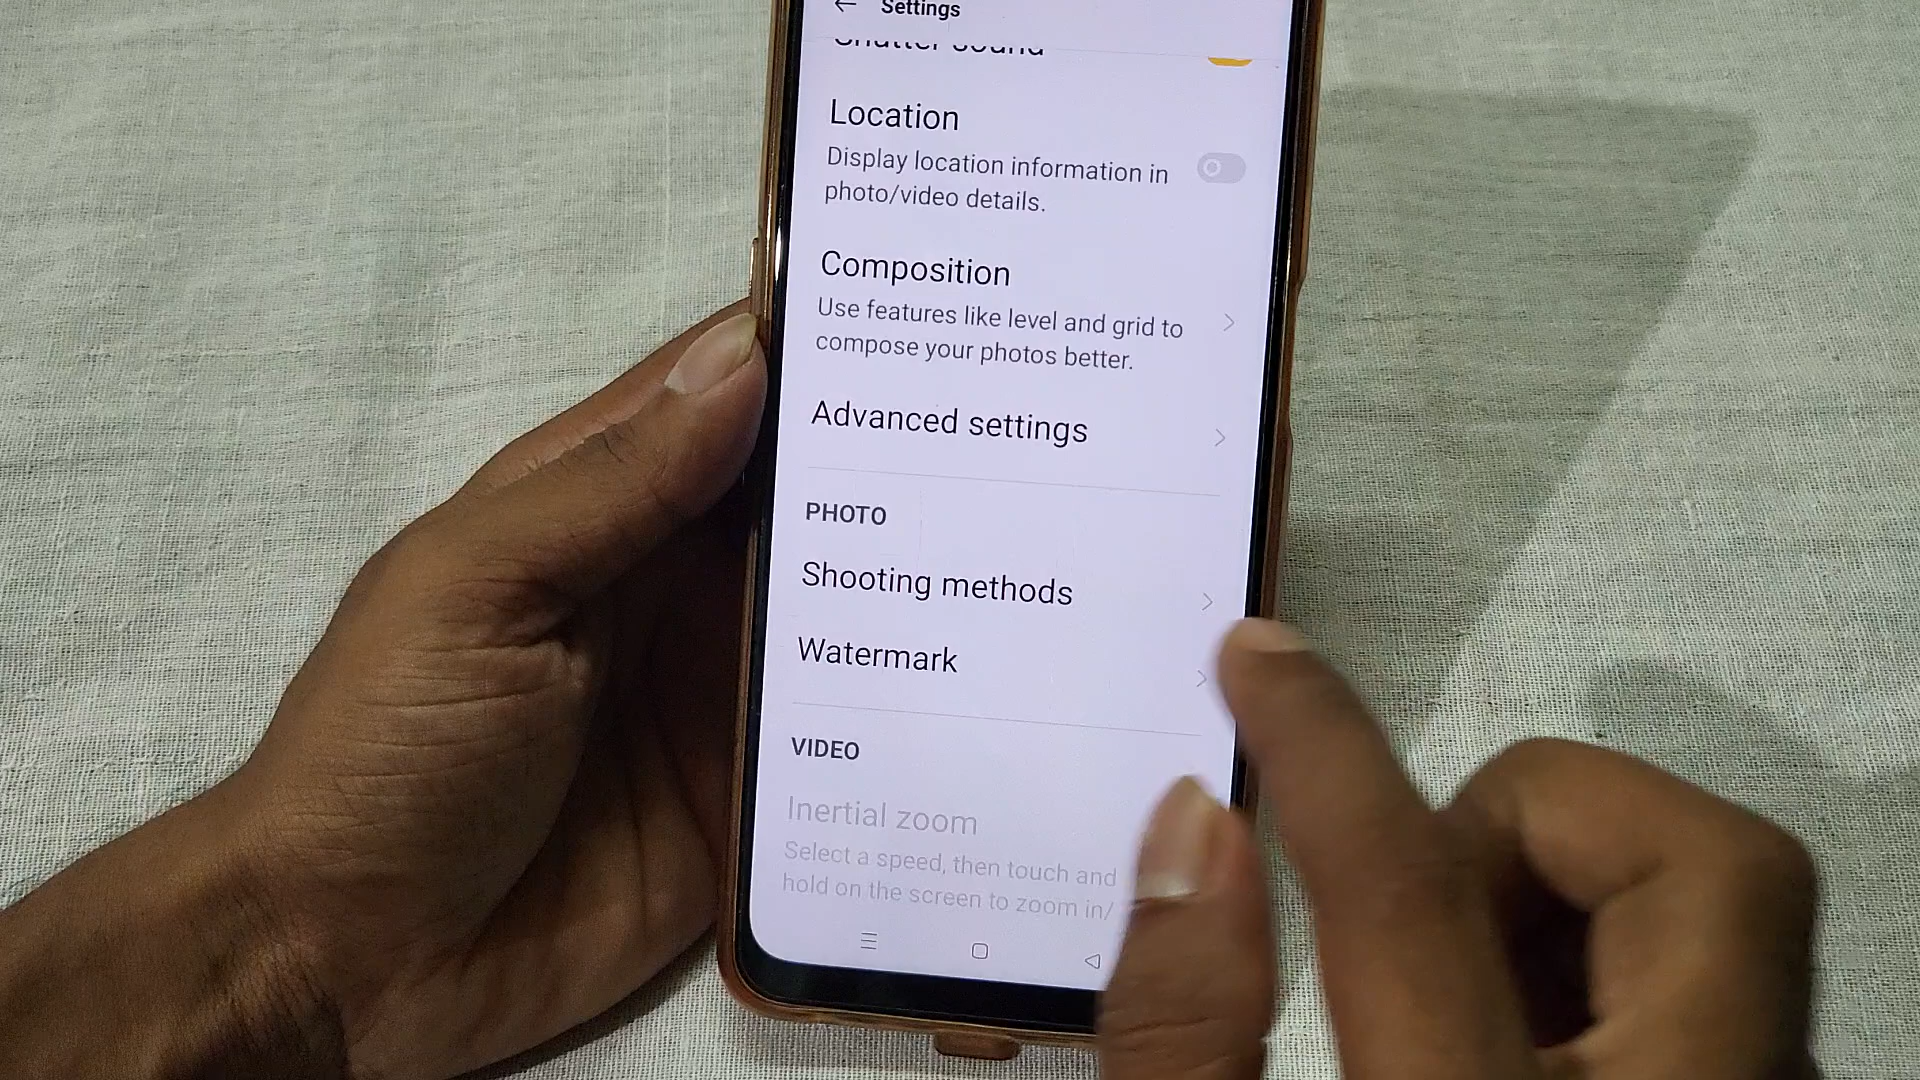 Settings
Shutter sound
Location
Display location information in
photo/video details.
Composition
Use features like level and grid to
compose your photos better.
Advanced settings
PHOTO
Shooting methods
Watermark
VIDEO
Inertial zoom
Select a speed, then touch and
hold on the screen to zoom in/